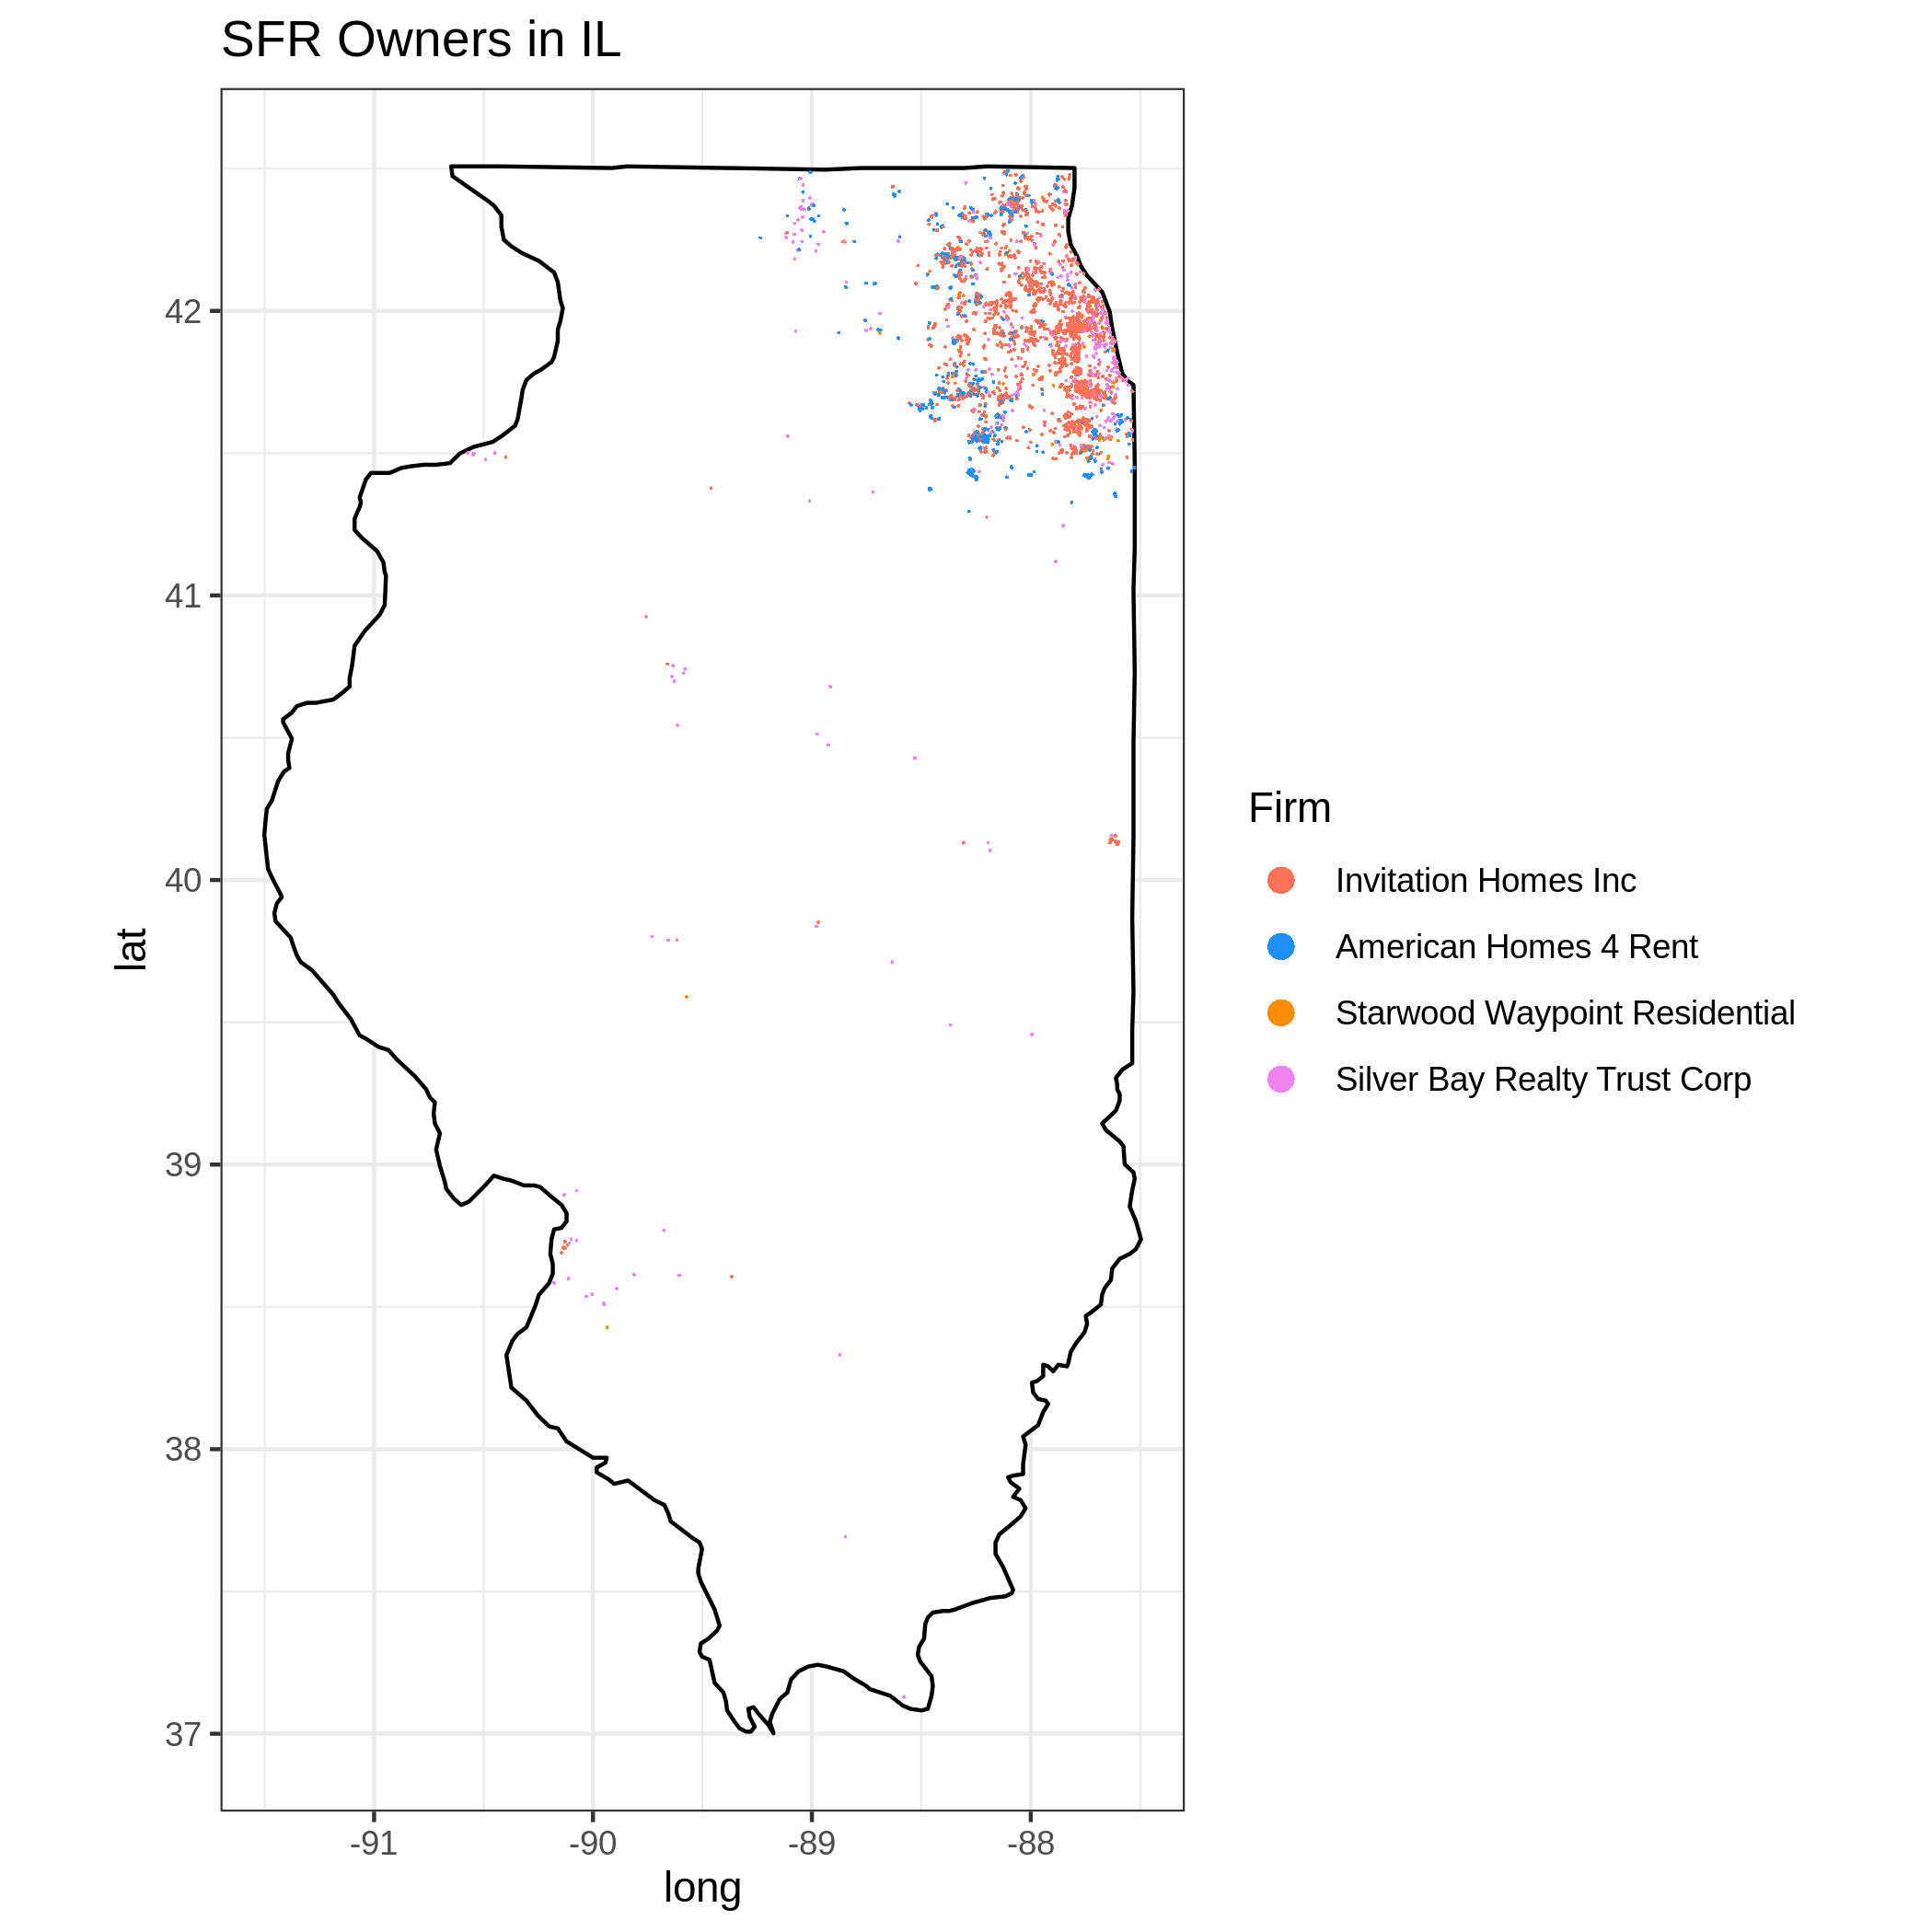 SFR Owners in IL
42
41
40
39
38
37
lat
-91
-90
-89
-88
long
Firm
Invitation Homes Inc
American Homes 4 Rent
Starwood Waypoint Residential
Silver Bay Realty Trust Corp